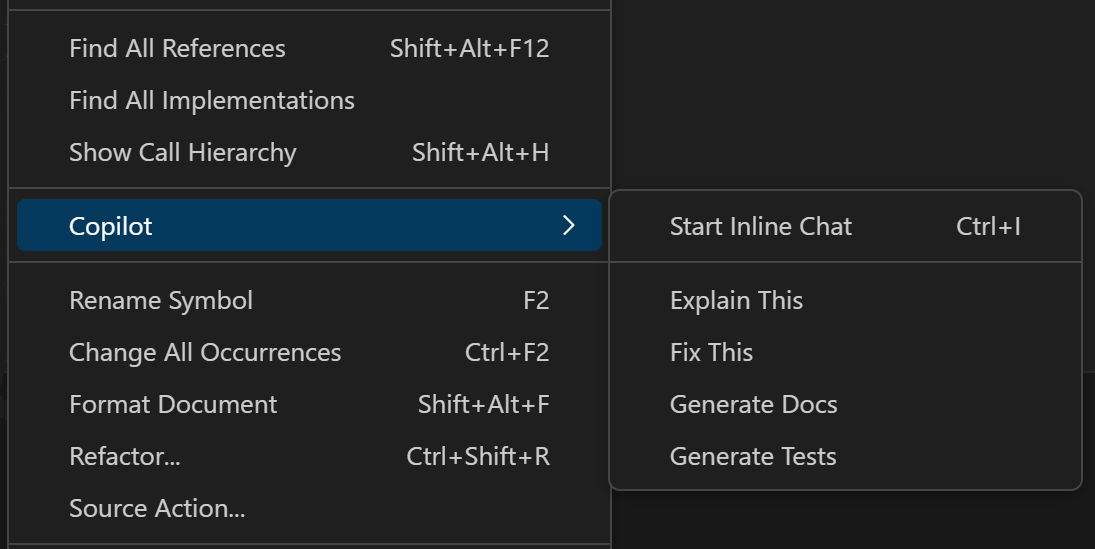 Find All References Shift+Alt+F12
Find All Implementations
Show Call Hierarchy Shift+Alt+H
Copilot
Start Inline Chat Ctrl+I
Rename Symbol F2
Change All Occurrences Ctrl+F2
Format Document Shift+Alt+F
Refactor... Ctrl+Shift+R
Source Action...
Explain This
Fix This
Generate Docs
Generate Tests